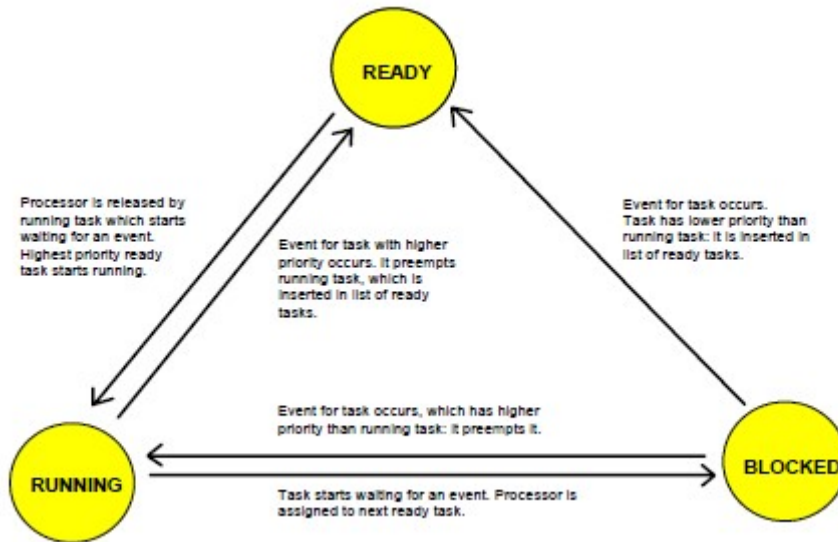 READY
Processor is released by
running task which starts
waiting for an event.
Highest priority ready
task starts running.
Event for task with higher
priority occurs. It preempts
running task, which is
inserted in list of ready
tasks.
Event for task occurs.
Task has lower priority than
running task: it is inserted in
list of ready tasks.
Event for task occurs, which has higher
priority than running task: it preempts it.
RUNNING
BLOCKED
Task starts waiting for an event. Processor is
assigned to next ready task.